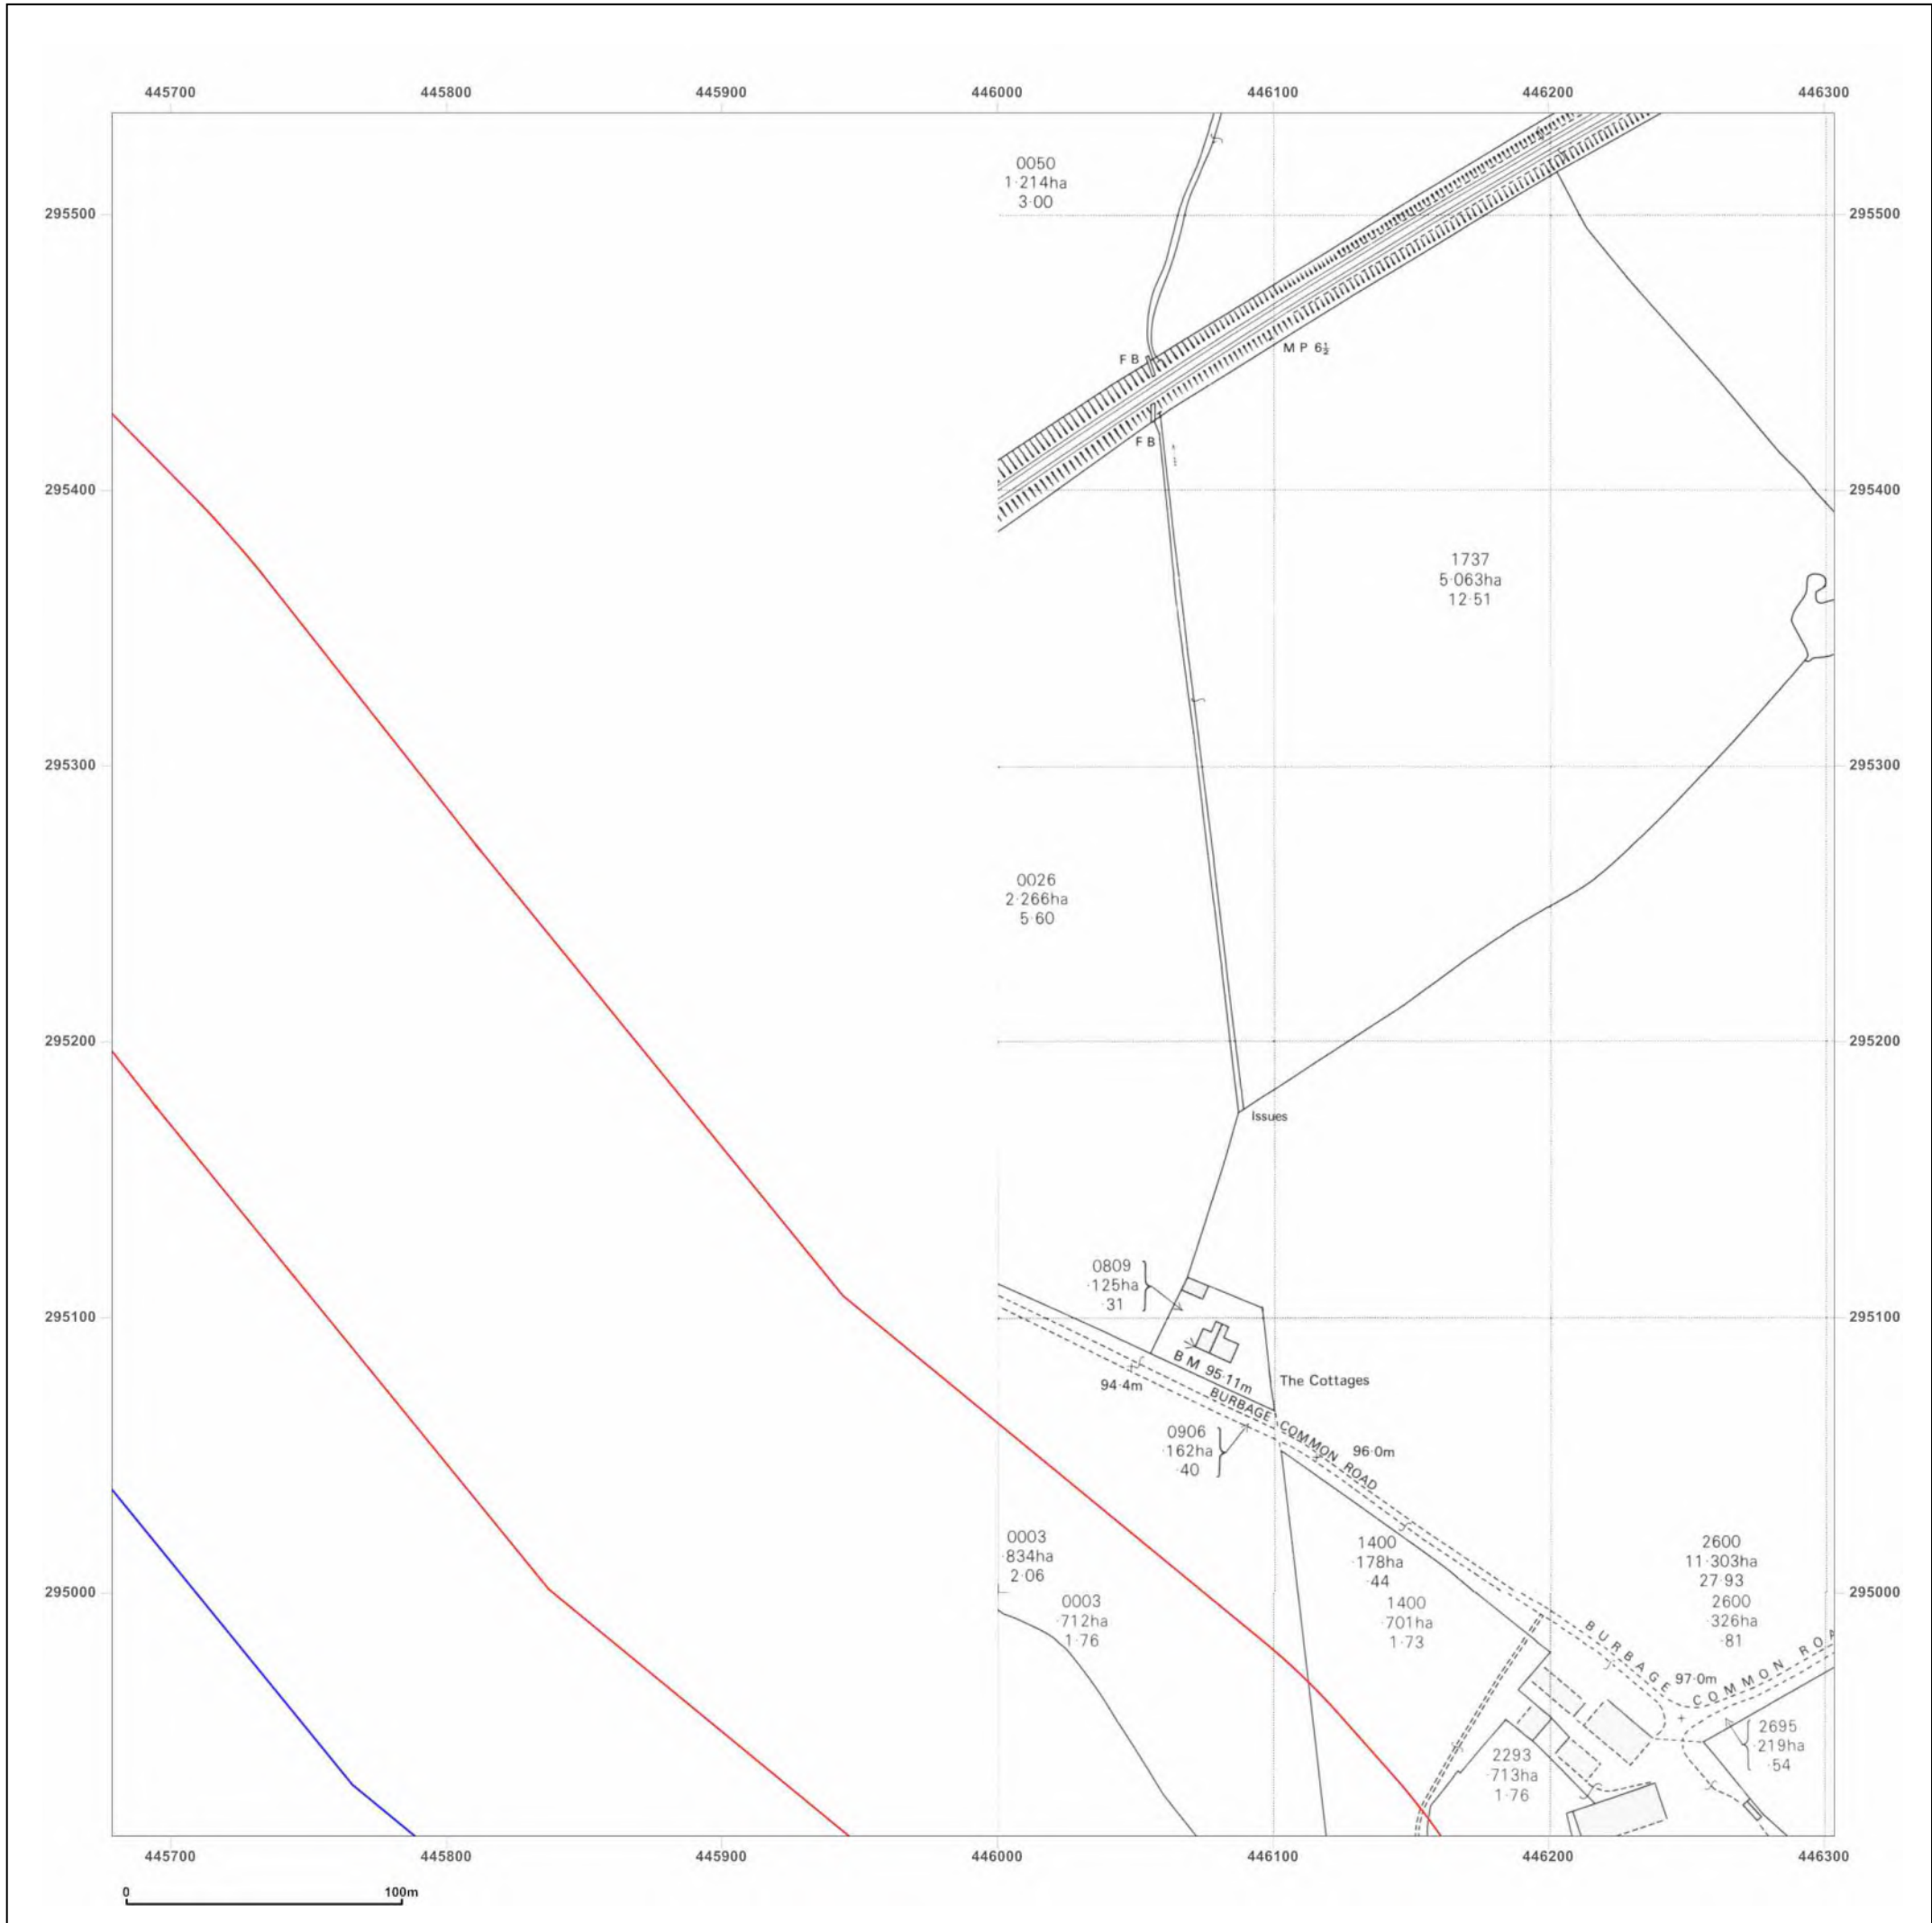 445700 445800 445900 446000 446100 446200 446300
0050
1·214ha
3·00
295500 295500
F B
M P 6½
F B
295400 295400
1737
5·063ha
12·51
295300 295300
0026
2·266ha
5·60
295200 295200
Issues
0809
·125ha
·31
295100 295100
B M 95·11m
The Cottages
94·4m
BURBAGE COMMON ROAD
96·0m
0906
·162ha
·40
0003
·834ha
2·06
1400
·178ha
·44
2600
11·303ha
27·93
295000 295000
0003
·712ha
1·76
1400
·701ha
1·73
2600
·326ha
·81
BURBAGE
COMMON ROA
97·0m
2695
·219ha
·54
2293
·713ha
1·76
445700 445800 445900 446000 446100 446200 446300
0 100m